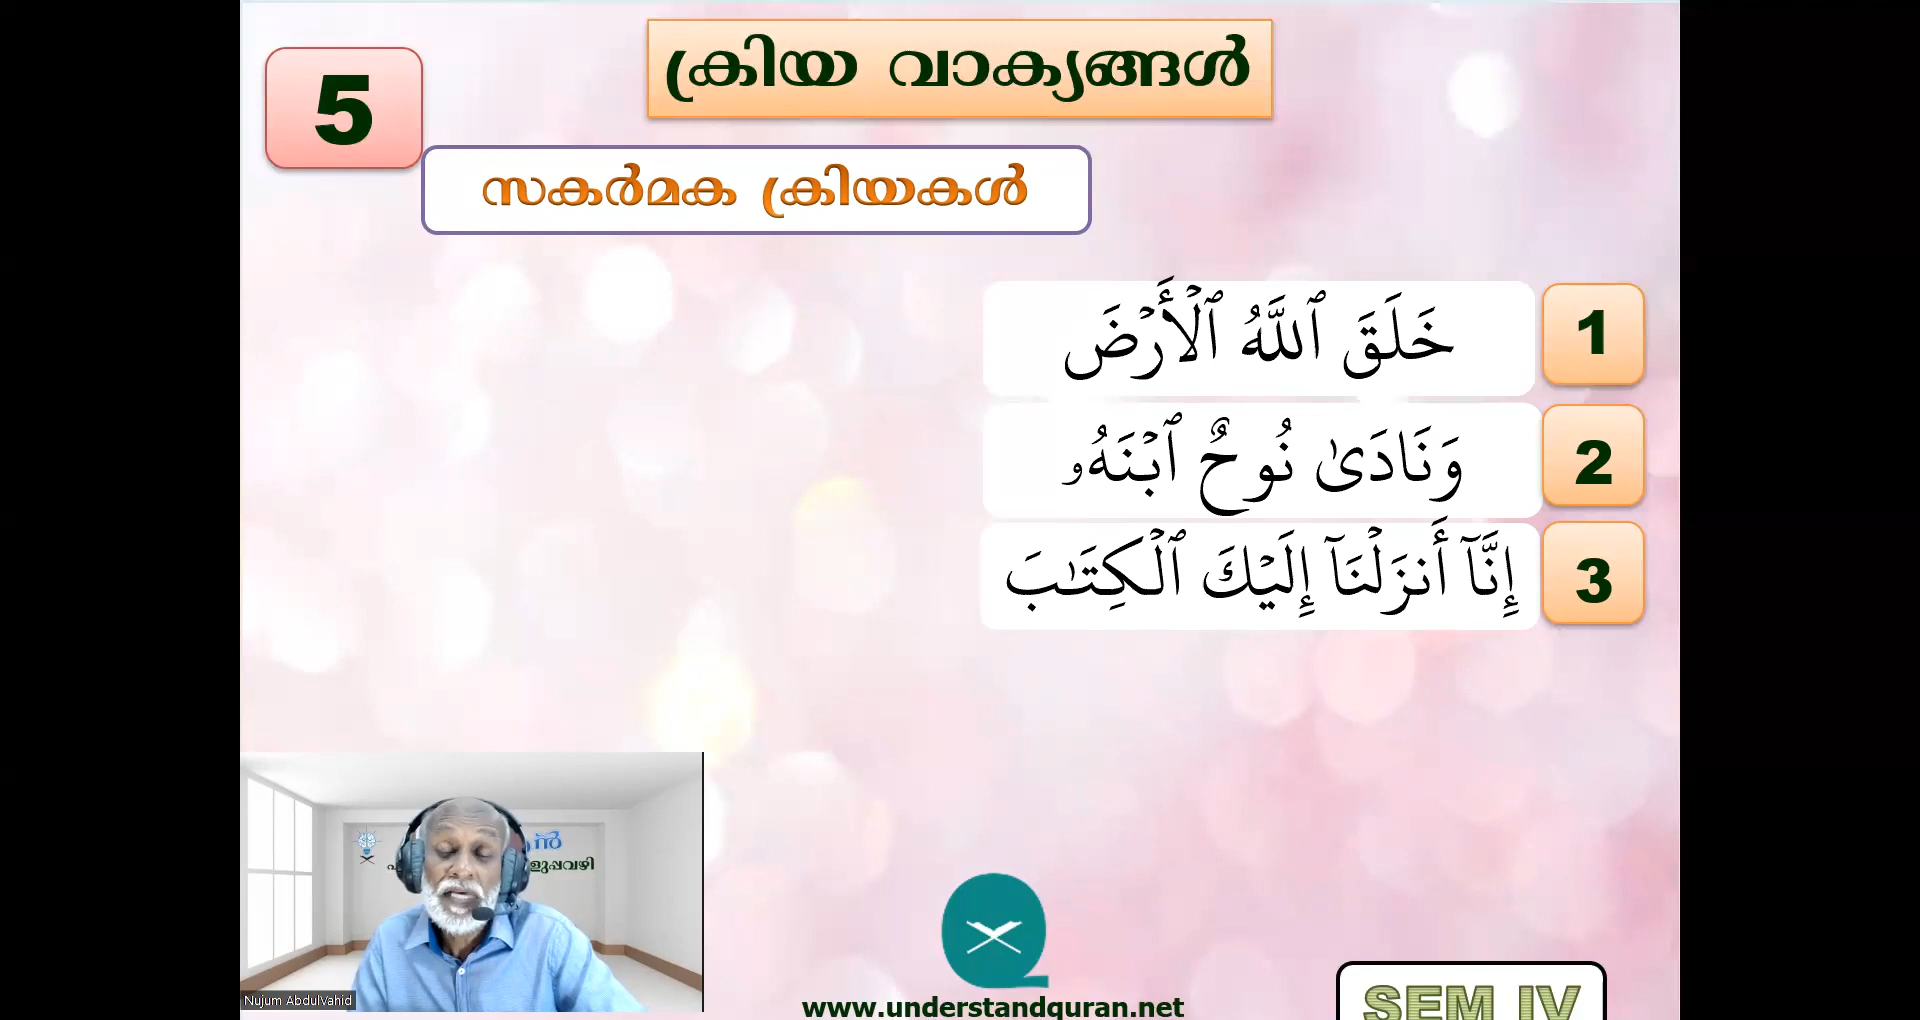 ക്രിയ വാക്യങ്ങൾ
5
സകർമക ക്രിയകൾ
خَلَقَ ٱللَّهُ ٱلْأَرْضَ
1
وَنَادَىٰ نُوحٌ ٱبْنَهُۥ
2
إِنَّآ أَنزَلْنَآ إِلَيْكَ ٱلْكِتَـٰبَ
3
ളുപ്പവഴി
Nujum AbdulVahid
www.understandquran.net
SEM IV